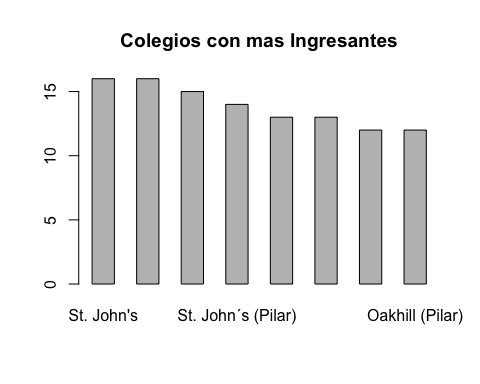 Colegios con mas Ingresantes
15
10
5
0
St. John's St. John´s (Pilar) Oakhill (Pilar)